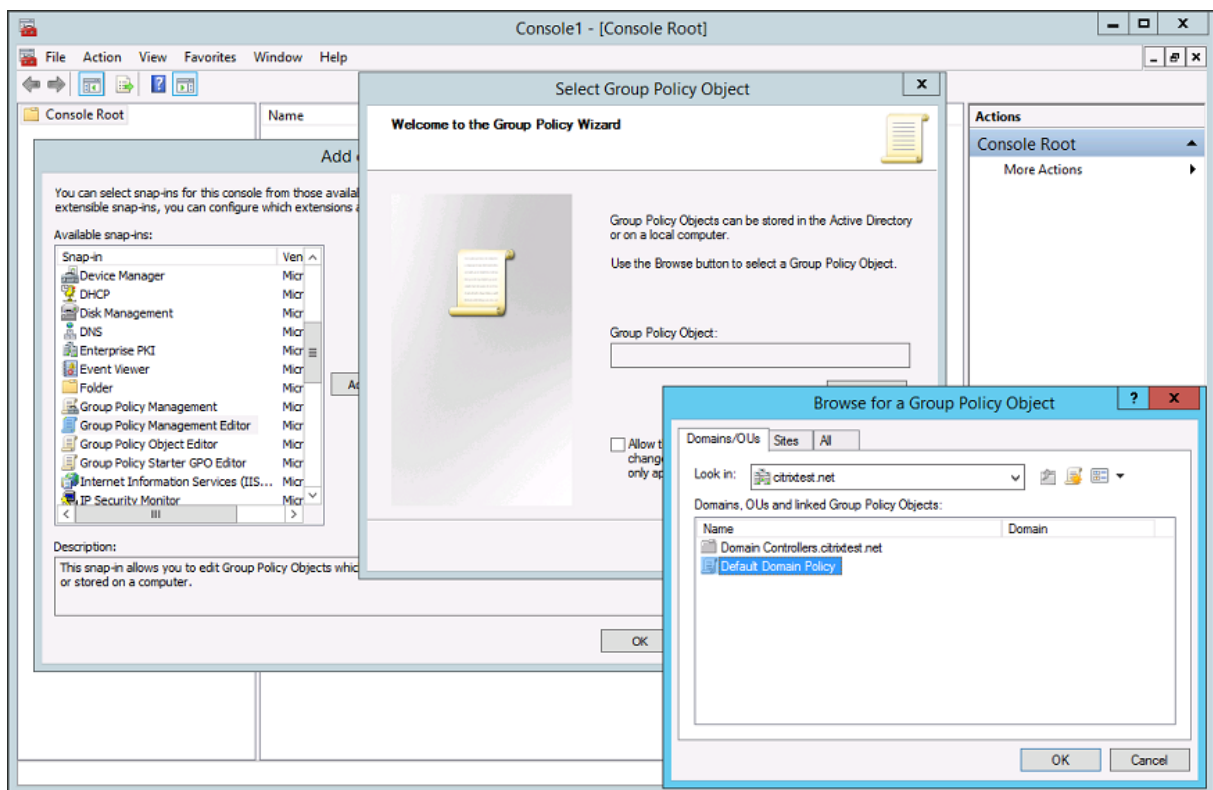 Console1 - [Console Root]
File Action View Favorites Window Help
Console Root
Name
Actions
Console Root
More Actions
Add
You can select snap-ins for this console from those availal
extensible snap-ins, you can configure which extensions a
Available snap-ins:
Snap-in Ven
Device Manager Micr
DHCP Micr
Disk Management Micr
DNS Micr
Enterprise PKI Micr
Event Viewer Micr
Folder Micr
Group Policy Management Micr
Group Policy Management Editor Micr
Group Policy Object Editor Micr
Group Policy Starter GPO Editor Micr
Internet Information Services (IIS... Micr
IP Security Monitor Micr
Ad
Description:
This snap-in allows you to edit Group Policy Objects whic
or stored on a computer.
OK
Select Group Policy Object
Welcome to the Group Policy Wizard
Group Policy Objects can be stored in the Active Directory
or on a local computer.
Use the Browse button to select a Group Policy Object.
Group Policy Object:
Allow t
change
only ap
Browse for a Group Policy Object
Domains/OUs Sites All
Look in: citrixtest.net
Domains, OUs and linked Group Policy Objects:
Name Domain
Domain Controllers.citrixtest.net
Default Domain Policy
OK Cancel